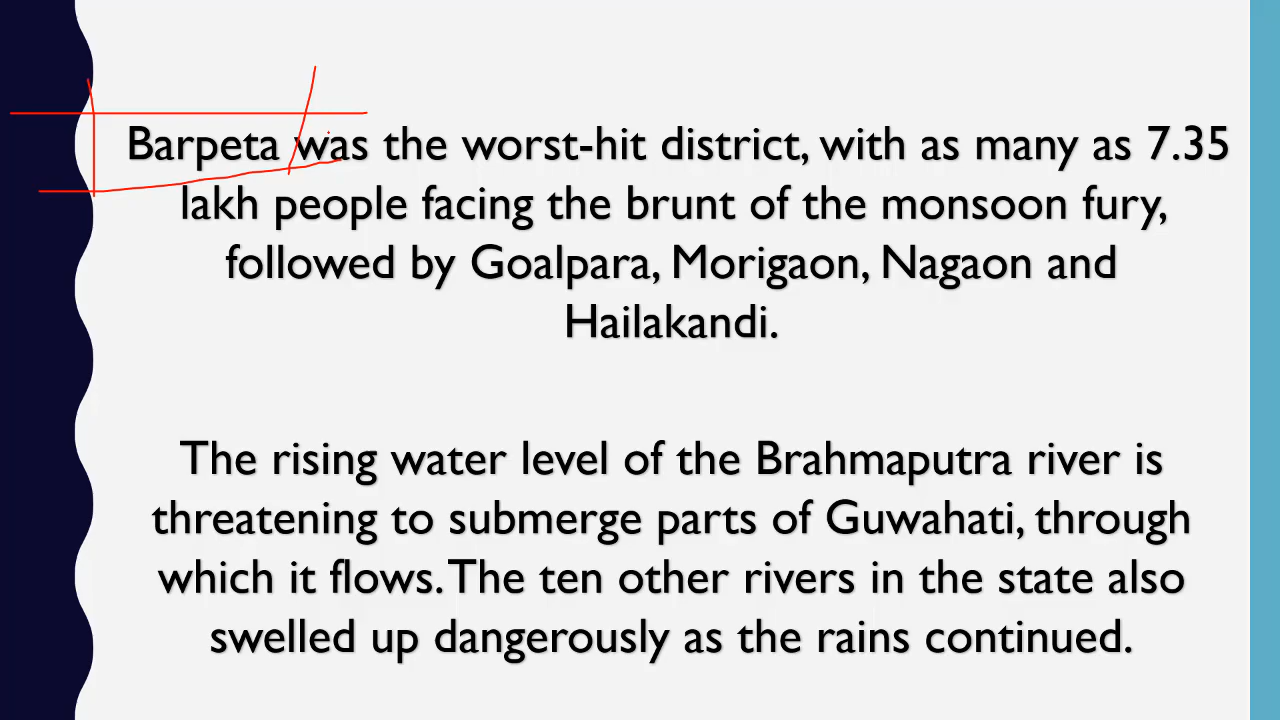 Barpeta was the worst-hit district, with as many as 7.35
lakh people facing the brunt of the monsoon fury,
followed by Goalpara, Morigaon, Nagaon and
Hailakandi.
The rising water level of the Brahmaputra river is
threatening to submerge parts of Guwahati, through
which it flows. The ten other rivers in the state also
swelled up dangerously as the rains continued.